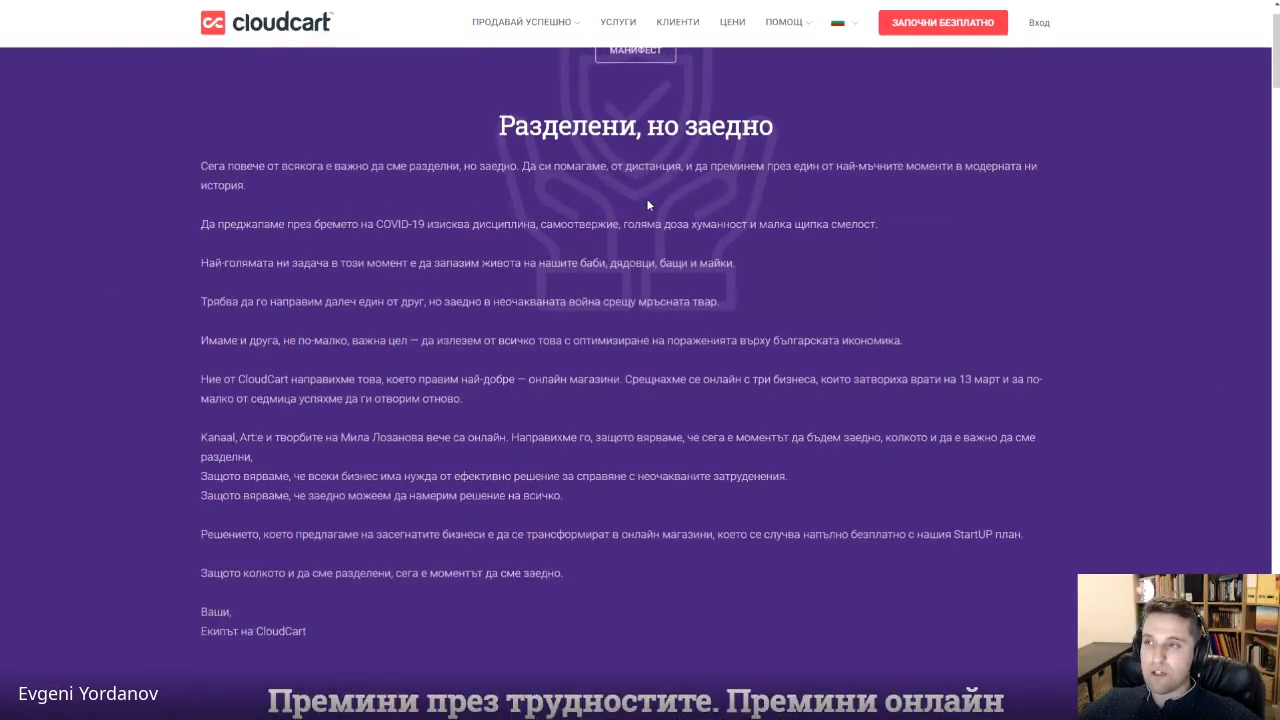 cloudcart
ПРОДАВАЙ УСПЕШНО
УСЛУГИ
КЛИЕНТИ
ЦЕНИ
ПОМОЩ
ЗАПОЧНИ БЕЗПЛАТНО
Вход
МАНИФЕСТ
Разделени, но заедно
Сега повече от всякога е важно да сме разделни, но заедно. Да си помагаме, от дистанция, и да преминем през един от най-мъчните моменти в модерната ни
история.
Да преджапаме през бремето на COVID-19 изисква дисциплина, самоотвержие, голяма доза хуманност и малка щипка смелост.
Най-голямата ни задача в този момент е да запазим живота на нашите баби, дядовци, бащи и майки.
Трябва да го направим далеч един от друг, но заедно в неочакваната война срещу мръсната твар.
Имаме и друга, не по-малко, важна цел — да излезем от всичко това с оптимизиране на пораженията върху българската икономика.
Ние от CloudCart направихме това, което правим най-добре — онлайн магазини. Срещнахме се онлайн с три бизнеса, които затвориха врати на 13 март и за по-
малко от седмица успяхме да ги отворим отново.
Kanaal, Art:e и творбите на Мила Лозанова вече са онлайн. Направихме го, защото вярваме, че сега е моментът да бъдем заедно, колкото и да е важно да сме
разделни,
Защото вярваме, че всеки бизнес има нужда от ефективно решение за справяне с неочакваните затруденения.
Защото вярваме, че заедно можеем да намерим решение на всичко.
Решението, което предлагаме на засегнатите бизнеси е да се трансформират в онлайн магазини, което се случва напълно безплатно с нашия StartUP план.
Защото колкото и да сме разделени, сега е моментът да сме заедно.
Ваши,
Екипът на CloudCart
Премини през трудностите. Премини онлайн
Evgeni Yordanov